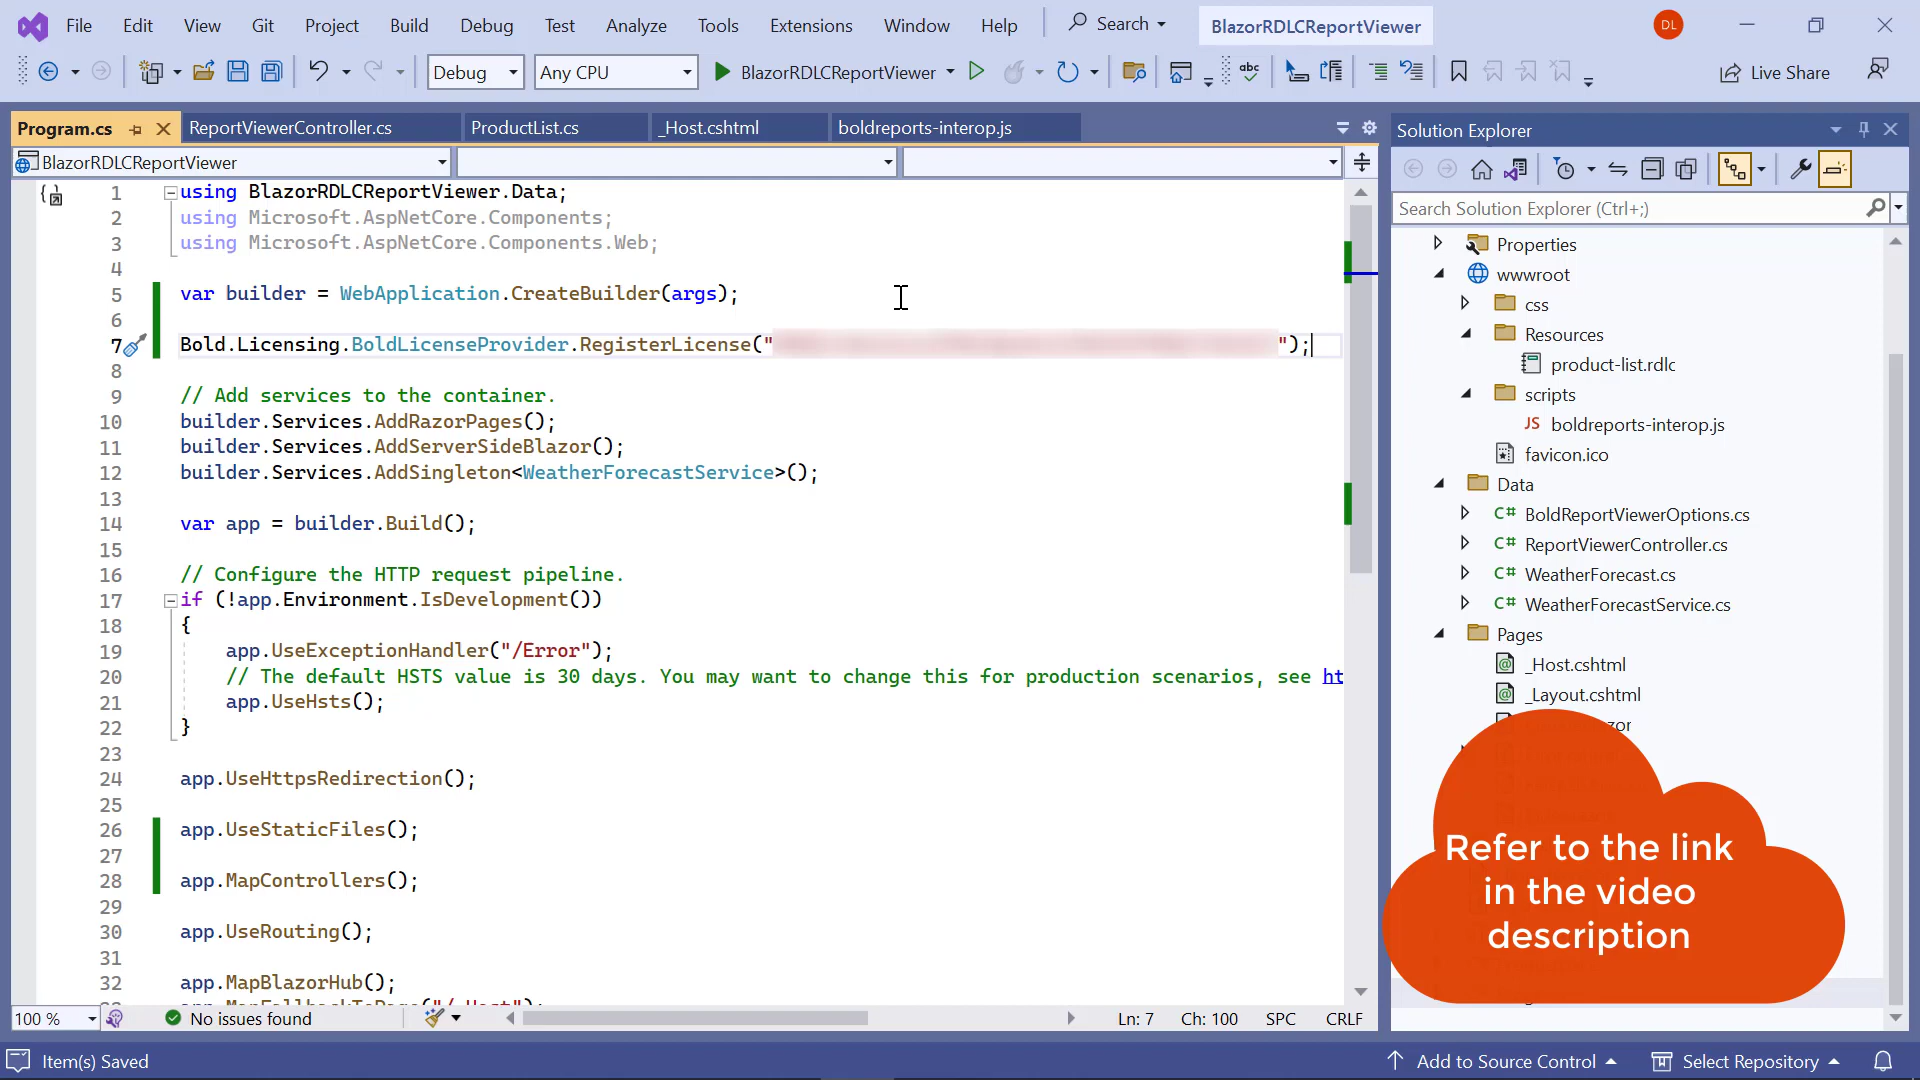 File Edit View Git Project Build Debug Test Analyze Tools Extensions Window Help Search BlazorRDLCReportViewer DL
Debug Any CPU BlazorRDLCReportViewer Live Share
Program.cs ReportViewerController.cs ProductList.cs _Host.cshtml boldreports-interop.js
BlazorRDLCReportViewer
1 using BlazorRDLCReportViewer.Data;
2 using Microsoft.AspNetCore.Components;
3 using Microsoft.AspNetCore.Components.Web;
4
5 var builder = WebApplication.CreateBuilder(args);
6
7 Bold.Licensing.BoldLicenseProvider.RegisterLicense(" ");
8
9 // Add services to the container.
10 builder.Services.AddRazorPages();
11 builder.Services.AddServerSideBlazor();
12 builder.Services.AddSingleton<WeatherForecastService>();
13
14 var app = builder.Build();
15
16 // Configure the HTTP request pipeline.
17 if (!app.Environment.IsDevelopment())
18 {
19 app.UseExceptionHandler("/Error");
20 // The default HSTS value is 30 days. You may want to change this for production scenarios, see ht
21 app.UseHsts();
22 }
23
24 app.UseHttpsRedirection();
25
26 app.UseStaticFiles();
27
28 app.MapControllers();
29
30 app.UseRouting();
31
32 app.MapBlazorHub();
100 % No issues found Ln: 7 Ch: 100 SPC CRLF
Solution Explorer
Search Solution Explorer (Ctrl+;)
Properties
wwwroot
css
Resources
product-list.rdlc
scripts
JS boldreports-interop.js
favicon.ico
Data
C# BoldReportViewerOptions.cs
C# ReportViewerController.cs
C# WeatherForecast.cs
C# WeatherForecastService.cs
Pages
_Host.cshtml
_Layout.cshtml
Refer to the link
in the video
description
Item(s) Saved Add to Source Control Select Repository